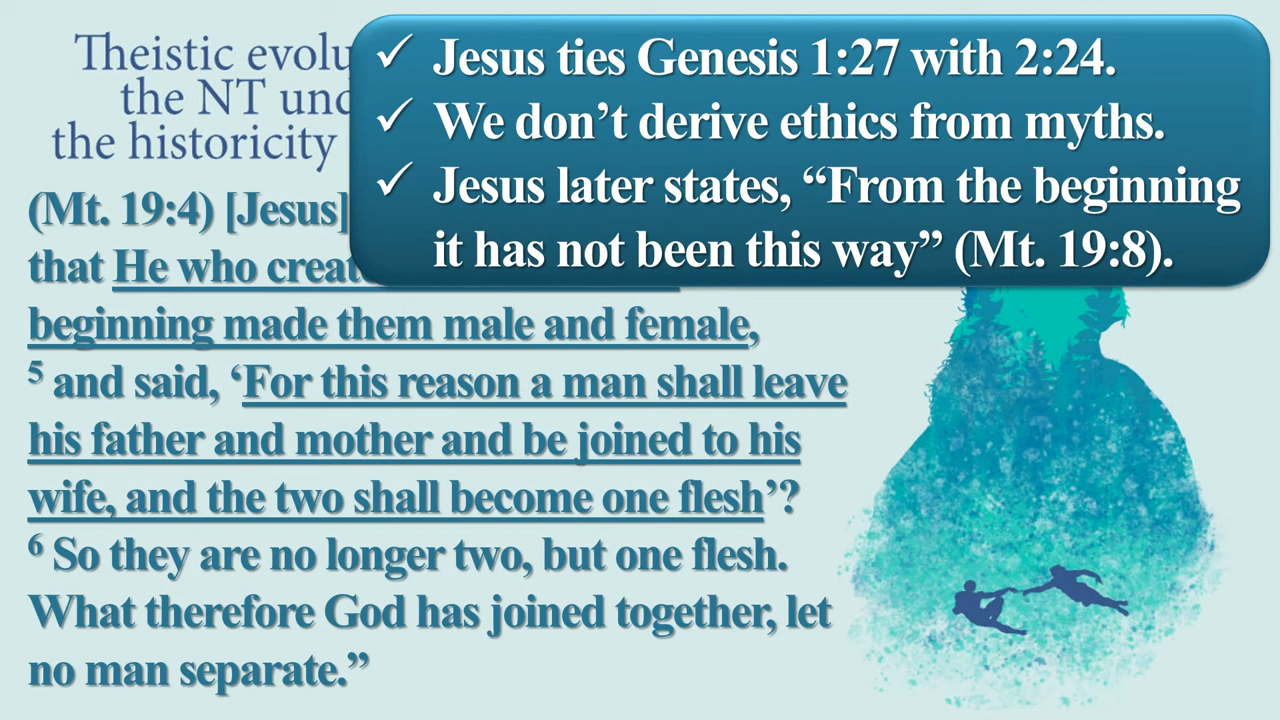 Theistic
the NT
the historicity
✓ Jesus ties Genesis 1:27 with 2:24.
✓ We don’t derive ethics from myths.
✓ Jesus later states, “From the beginning
it has not been this way” (Mt. 19:8).
(Mt. 19:4) [Jesus]
that He who
beginning made them male and female,
5 and said, ‘For this reason a man shall leave
his father and mother and be joined to his
wife, and the two shall become one flesh’?
6 So they are no longer two, but one flesh.
What therefore God has joined together, let
no man separate.”